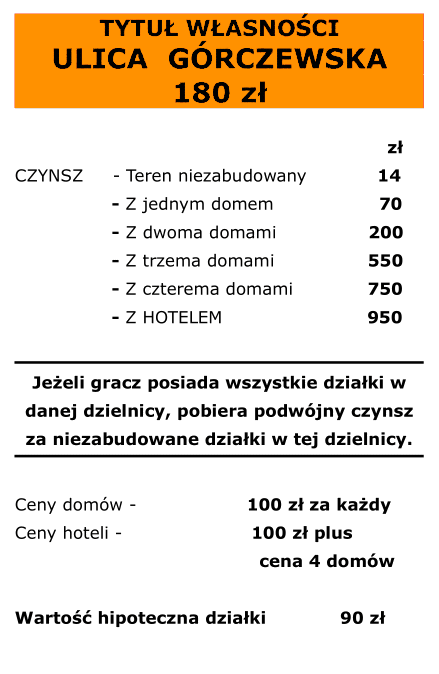 TYTUŁ WŁASNOŚCI
ULICA GÓRCZEWSKA
180 zł
zł
CZYNSZ - Teren niezabudowany 14
- Z jednym domem 70
- Z dwoma domami 200
- Z trzema domami 550
- Z czterema domami 750
- Z HOTELEM 950
Jeżeli gracz posiada wszystkie działki w
danej dzielnicy, pobiera podwójny czynsz
za niezabudowane działki w tej dzielnicy.
Ceny domów - 100 zł za każdy
Ceny hoteli - 100 zł plus
cena 4 domów
Wartość hipoteczna działki 90 zł